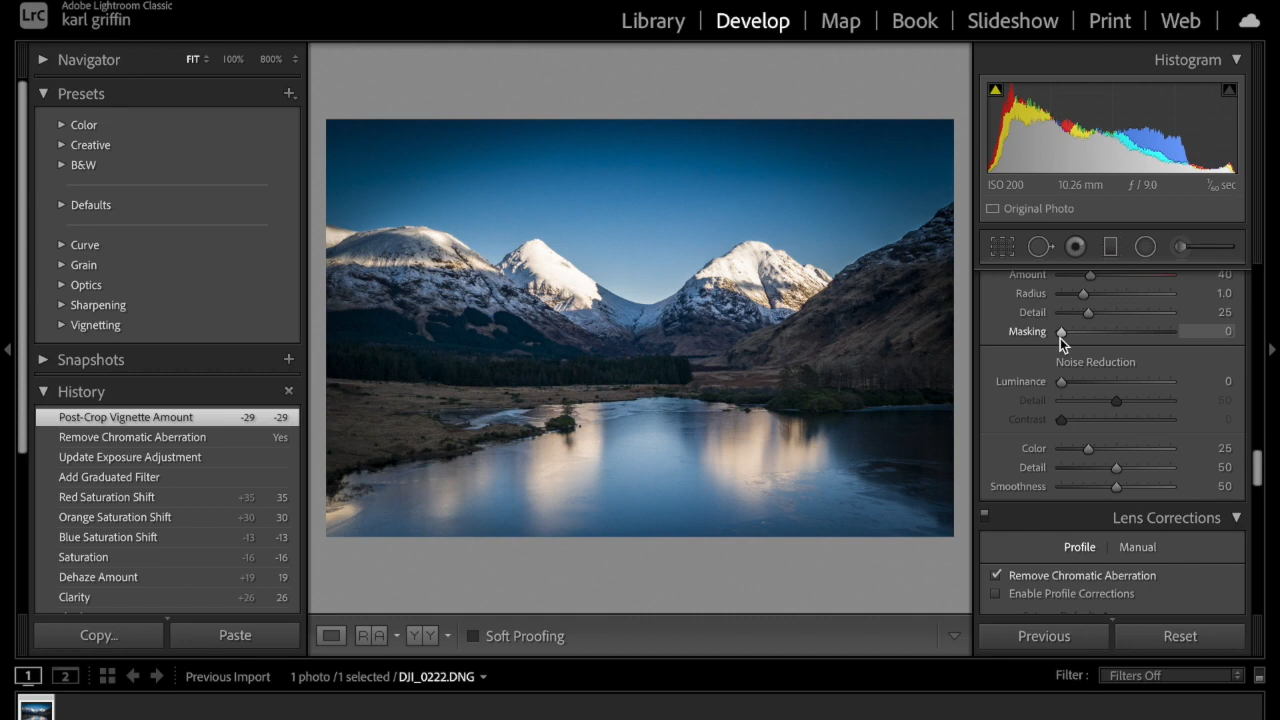 LrC Adobe Lightroom Classic
karl griffin
Library | Develop | Map | Book | Slideshow | Print | Web
Navigator FIT 100% 800%
Presets
Color
Creative
B&W
Defaults
Curve
Grain
Optics
Sharpening
Vignetting
Snapshots
History
Post-Crop Vignette Amount -29 -29
Remove Chromatic Aberration Yes
Update Exposure Adjustment
Add Graduated Filter
Red Saturation Shift +35 35
Orange Saturation Shift +30 30
Blue Saturation Shift -13 -13
Saturation -16 -16
Dehaze Amount +19 19
Clarity +26 26
Copy... Paste
R A Y Y Soft Proofing
Histogram
ISO 200 10.26 mm ƒ / 9.0 1/60 sec
Original Photo
Amount 40
Radius 1.0
Detail 25
Masking 0
Noise Reduction
Luminance 0
Detail 50
Contrast 0
Color 25
Detail 50
Smoothness 50
Lens Corrections
Profile | Manual
Remove Chromatic Aberration
Enable Profile Corrections
Previous Reset
1 2 Previous Import 1 photo /1 selected / DJI_0222.DNG Filter : Filters Off